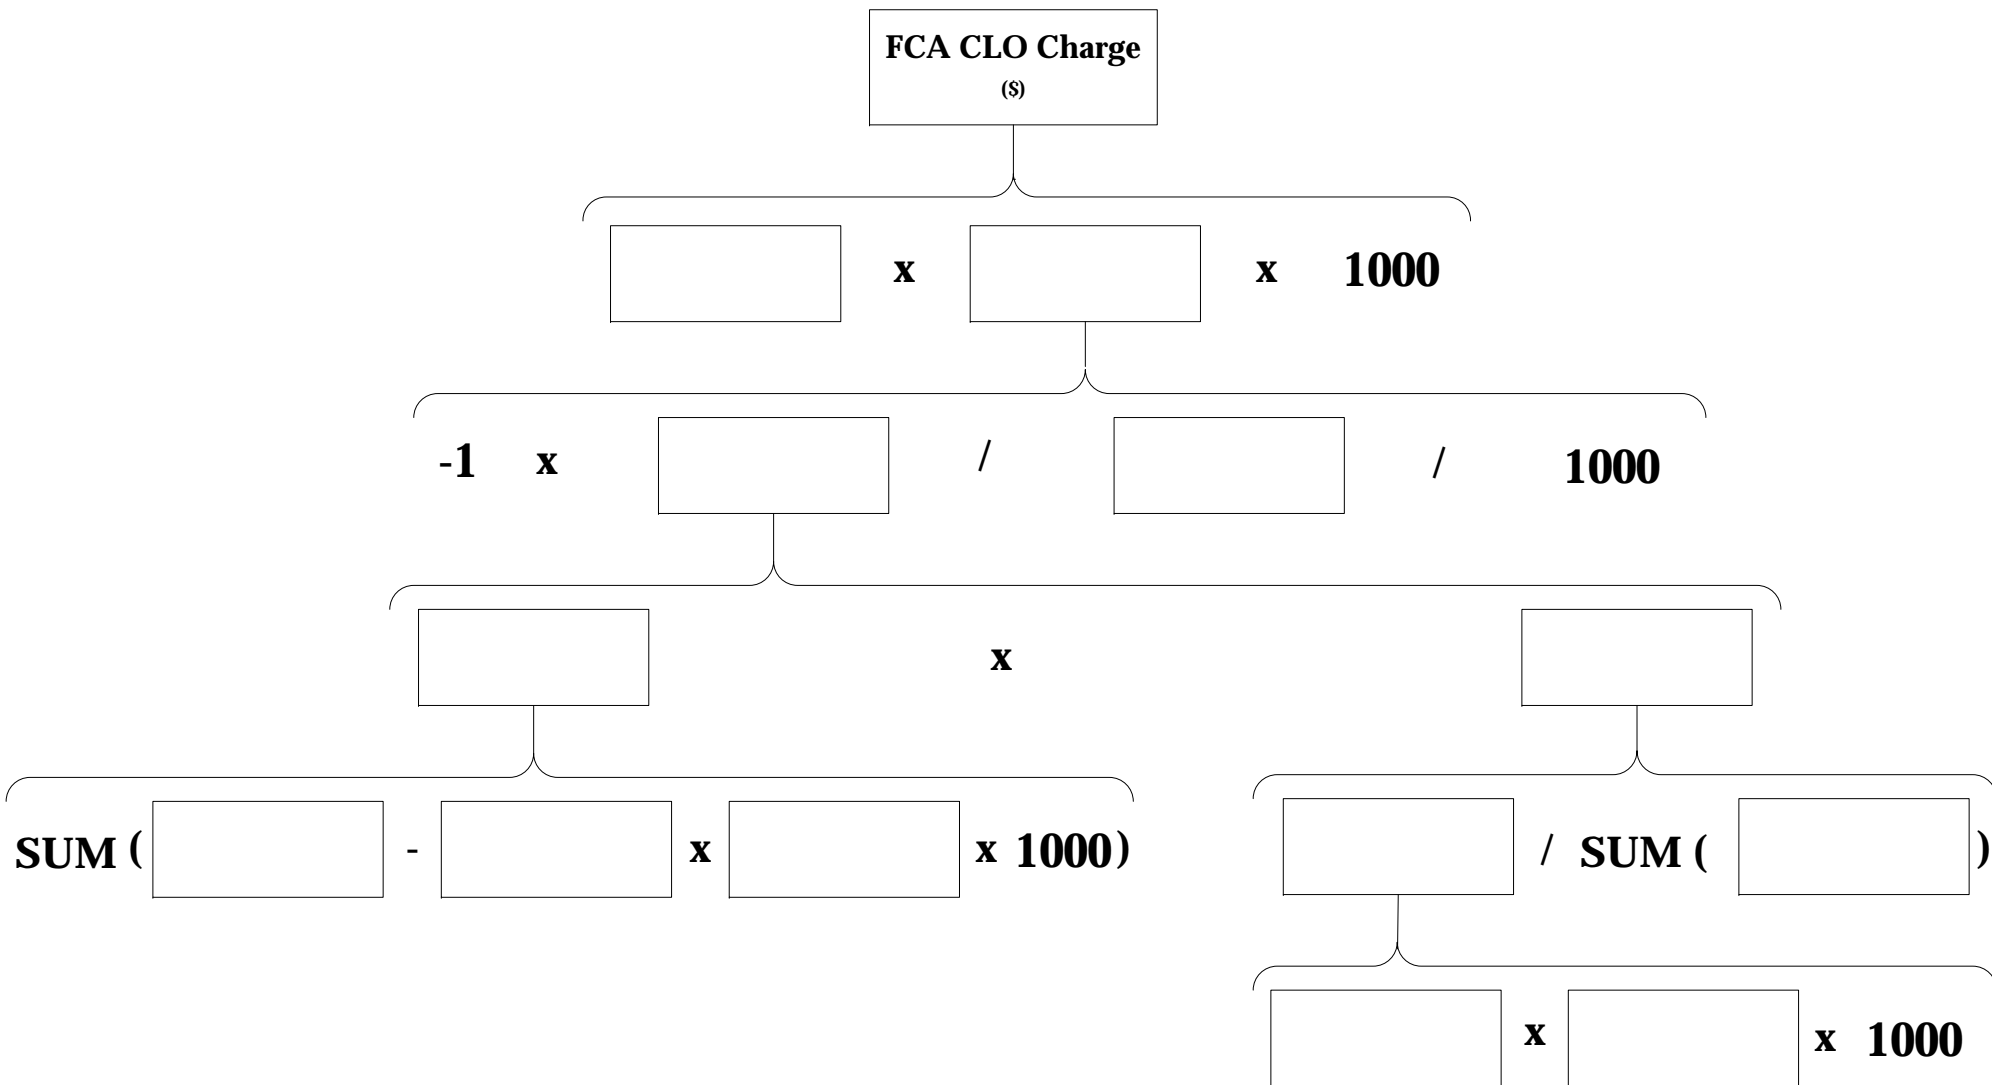 FCA CLO Charge
($)
x x 1000
-1 x / / 1000
x
SUM ( - x x 1000 ) / SUM ( )
x x 1000